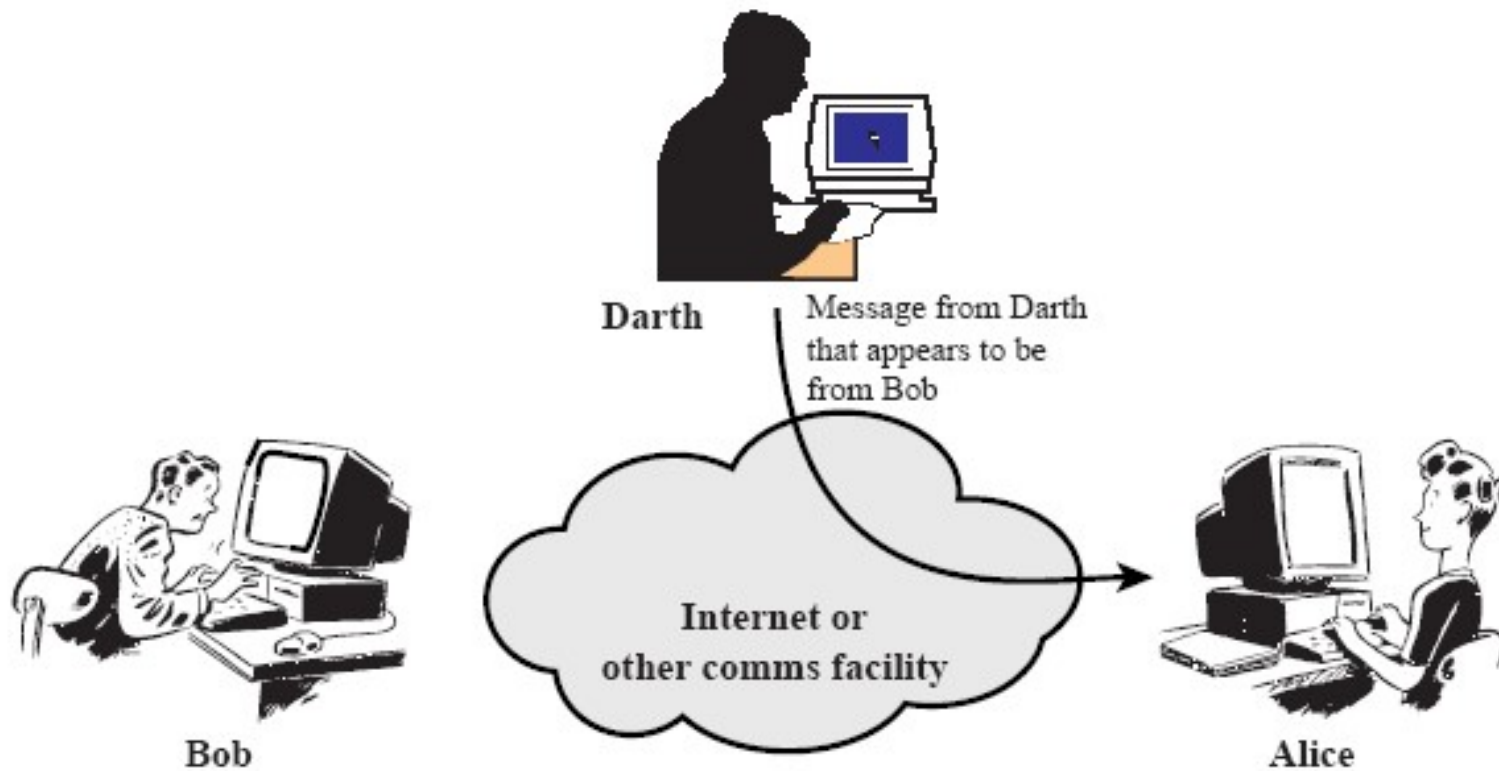 Darth
Message from Darth
that appears to be
from Bob
Internet or
other comms facility
Bob
Alice